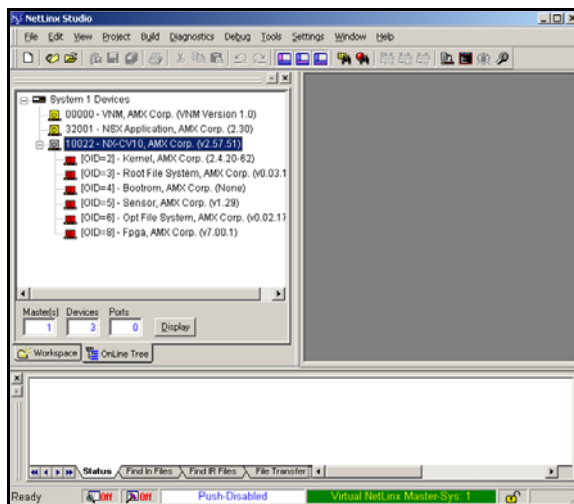 NetLinx Studio
File Edit View Project Build Diagnostics Debug Tools Settings Window Help
System 1 Devices
00000 - VNM, AMX Corp. (VNM Version 1.0)
32001 - NSX Application, AMX Corp. (2.30)
10022 - NX-CV10, AMX Corp. (v2.57.51)
[OID=2] - Kernel, AMX Corp. (2.4.20-62)
[OID=3] - Root File System, AMX Corp. (v0.03.1
[OID=4] - Bootrom, AMX Corp. (None)
[OID=5] - Sensor, AMX Corp. (v1.29)
[OID=6] - Opt File System, AMX Corp. (v0.02.17
[OID=8] - Fpga, AMX Corp. (v7.00.1)
Master(s) Devices Ports
1 3 0 Display
Workspace OnLine Tree
Status Find In Files Find IR Files File Transfer
Ready Off Off Push-Disabled Virtual NetLinx Master-Sys: 1